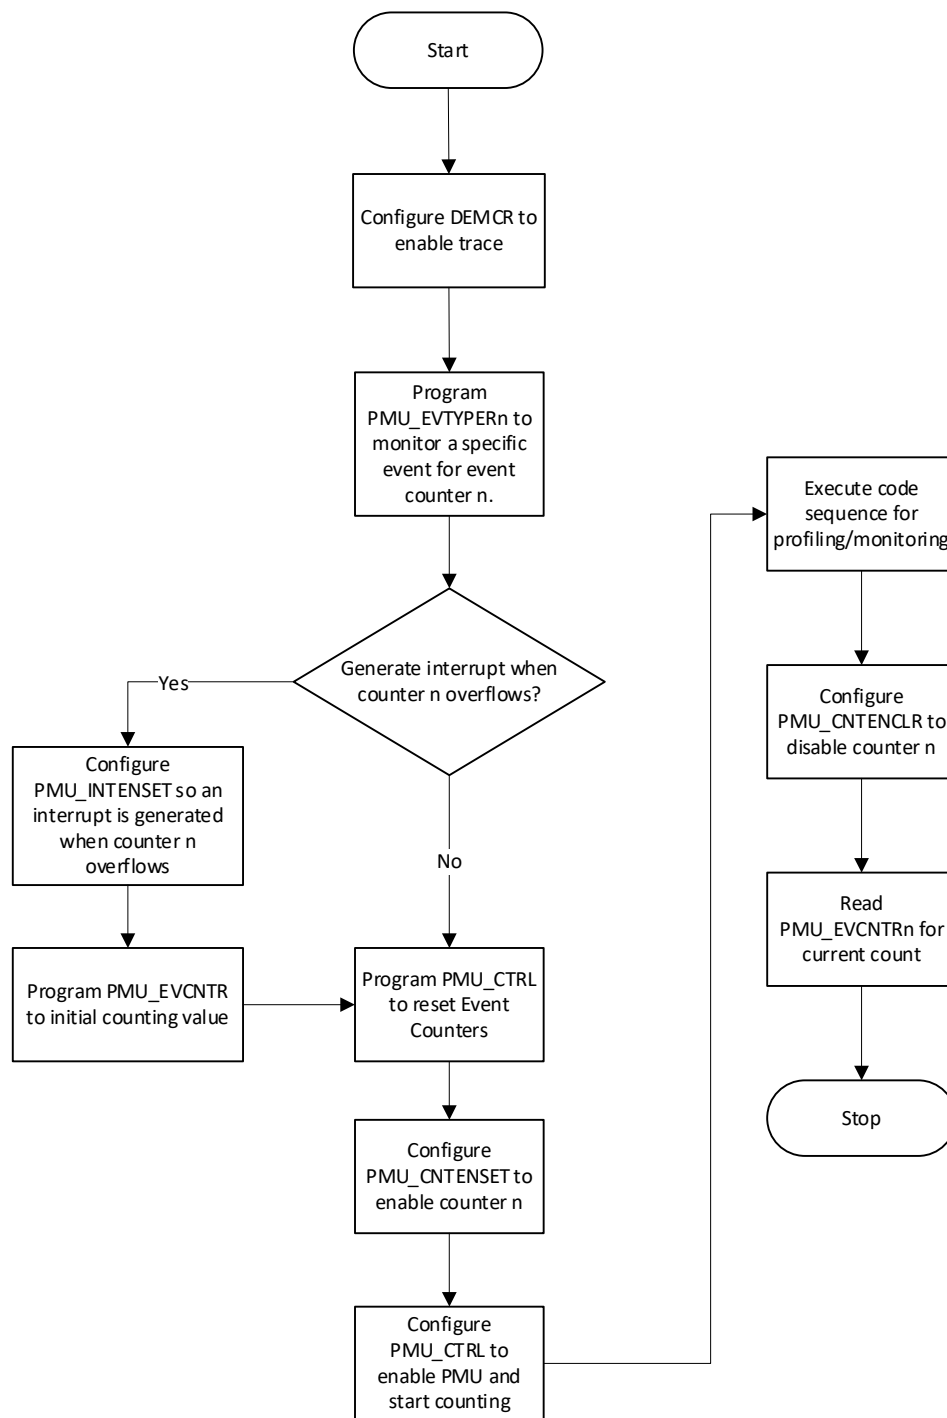 Start
Configure DEMCR to
enable trace
Program
PMU_EVTYPERn to
monitor a specific
event for event
counter n.
Generate interrupt when
counter n overflows?
Yes
Configure
PMU_INTENSET so an
interrupt is generated
when counter n
overflows
No
Program PMU_EVCNTR
to initial counting value
Program PMU_CTRL
to reset Event
Counters
Configure
PMU_CNTENSET to
enable counter n
Configure
PMU_CTRL to
enable PMU and
start counting
Execute code
sequence for
profiling/monitoring
Configure
PMU_CNTENCLR to
disable counter n
Read
PMU_EVCNTRn for
current count
Stop